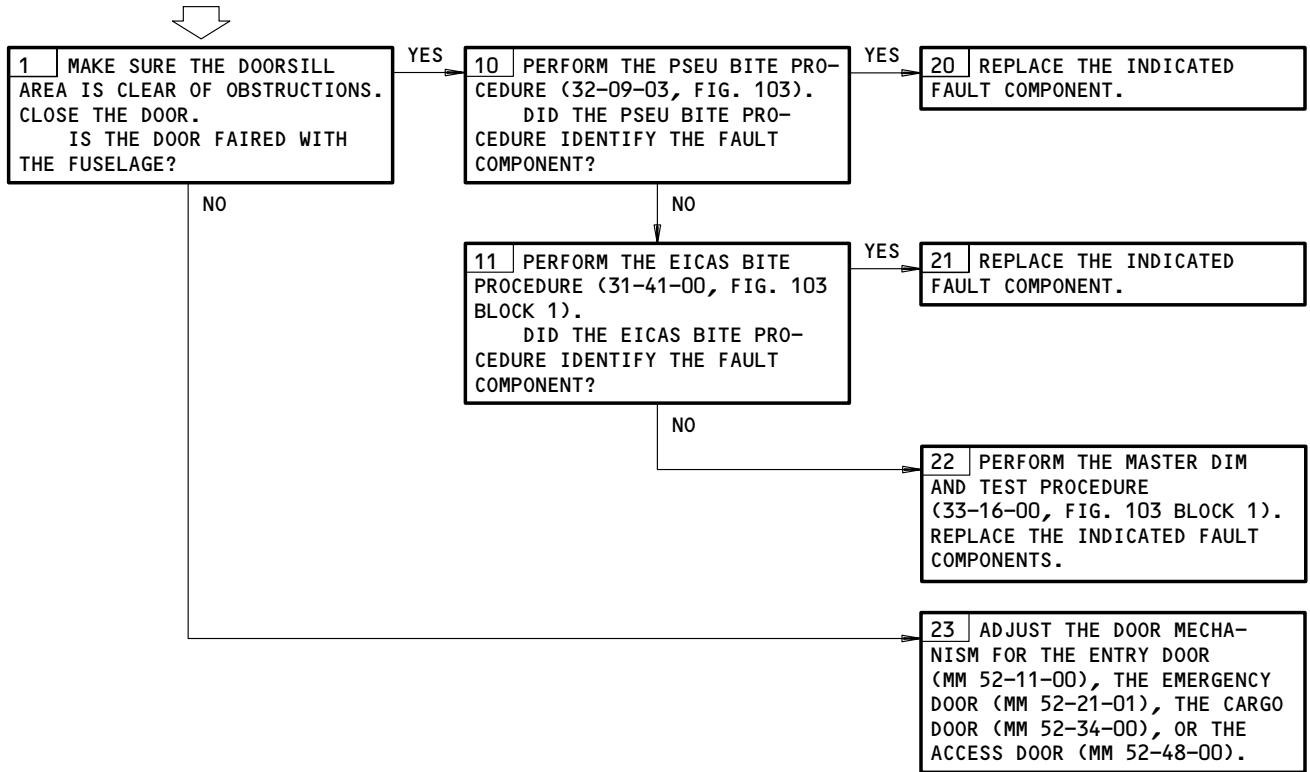 1 MAKE SURE THE DOORSILL
AREA IS CLEAR OF OBSTRUCTIONS.
CLOSE THE DOOR.
IS THE DOOR FAIRED WITH
THE FUSELAGE?
YES
NO
10 PERFORM THE PSEU BITE PRO-
CEDURE (32-09-03, FIG. 103).
DID THE PSEU BITE PRO-
CEDURE IDENTIFY THE FAULT
COMPONENT?
YES
NO
20 REPLACE THE INDICATED
FAULT COMPONENT.
11 PERFORM THE EICAS BITE
PROCEDURE (31-41-00, FIG. 103
BLOCK 1).
DID THE EICAS BITE PRO-
CEDURE IDENTIFY THE FAULT
COMPONENT?
YES
NO
21 REPLACE THE INDICATED
FAULT COMPONENT.
22 PERFORM THE MASTER DIM
AND TEST PROCEDURE
(33-16-00, FIG. 103 BLOCK 1).
REPLACE THE INDICATED FAULT
COMPONENTS.
23 ADJUST THE DOOR MECHA-
NISM FOR THE ENTRY DOOR
(MM 52-11-00), THE EMERGENCY
DOOR (MM 52-21-01), THE CARGO
DOOR (MM 52-34-00), OR THE
ACCESS DOOR (MM 52-48-00).